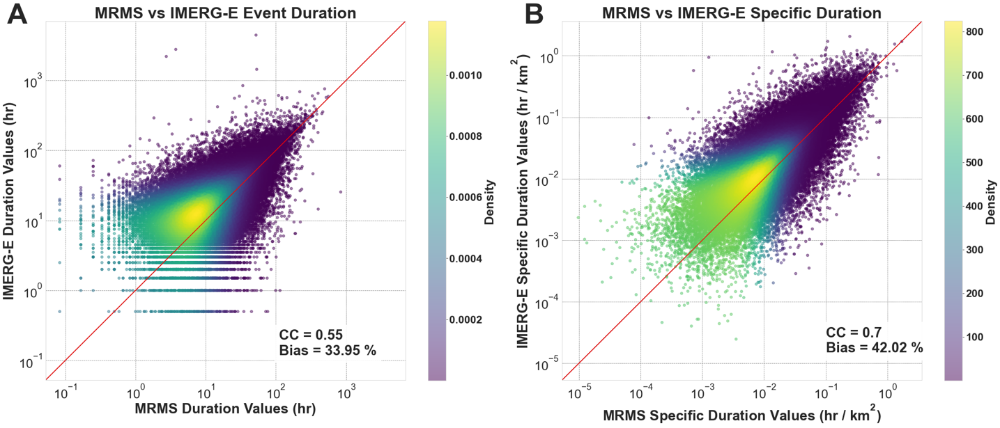 A
MRMS vs IMERG-E Event Duration
IMERG-E Duration Values (hr)
10³
10²
10¹
10⁰
10⁻¹
10⁻¹ 10⁰ 10¹ 10² 10³
MRMS Duration Values (hr)
CC = 0.55
Bias = 33.95 %
0.0010
0.0008
0.0006
0.0004
0.0002
Density
B
MRMS vs IMERG-E Specific Duration
IMERG-E Specific Duration Values (hr / km²)
10⁰
10⁻¹
10⁻²
10⁻³
10⁻⁴
10⁻⁵
10⁻⁵ 10⁻⁴ 10⁻³ 10⁻² 10⁻¹ 10⁰
MRMS Specific Duration Values (hr / km²)
CC = 0.7
Bias = 42.02 %
800
700
600
500
400
300
200
100
Density